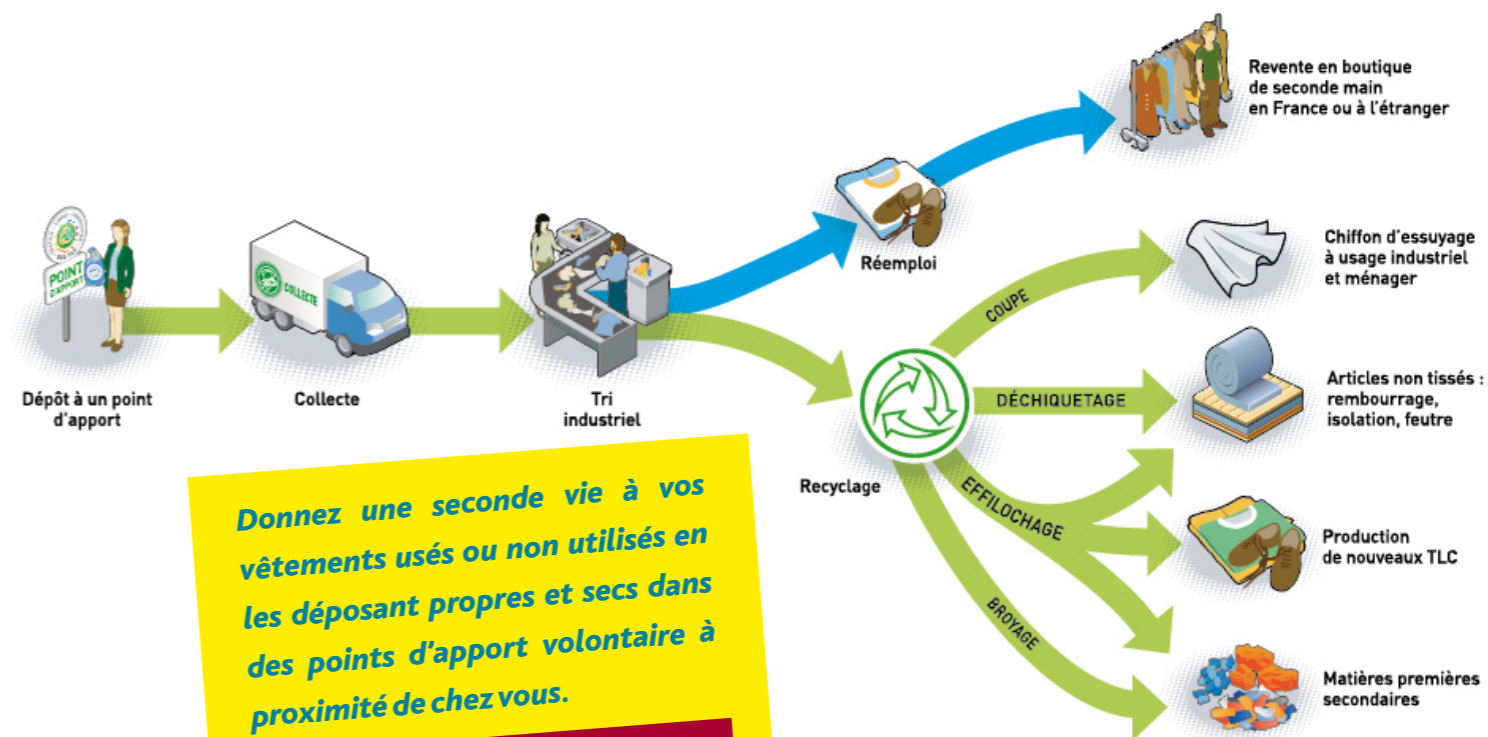 Revente en boutique
de seconde main
en France ou à l'étranger
POINT
D'APPORT
COLLECTE
Réemploi
Chiffon d'essuyage
à usage industriel
et ménager
COUPE
Dépôt à un point
d'apport
Collecte
Tri
industriel
DÉCHIQUETAGE
Articles non tissés :
rembourrage,
isolation, feutre
Recyclage
EFFILOCHAGE
Production
de nouveaux TLC
BROYAGE
Matières premières
secondaires
Donnez une seconde vie à vos
vêtements usés ou non utilisés en
les déposant propres et secs dans
des points d'apport volontaire à
proximité de chez vous.